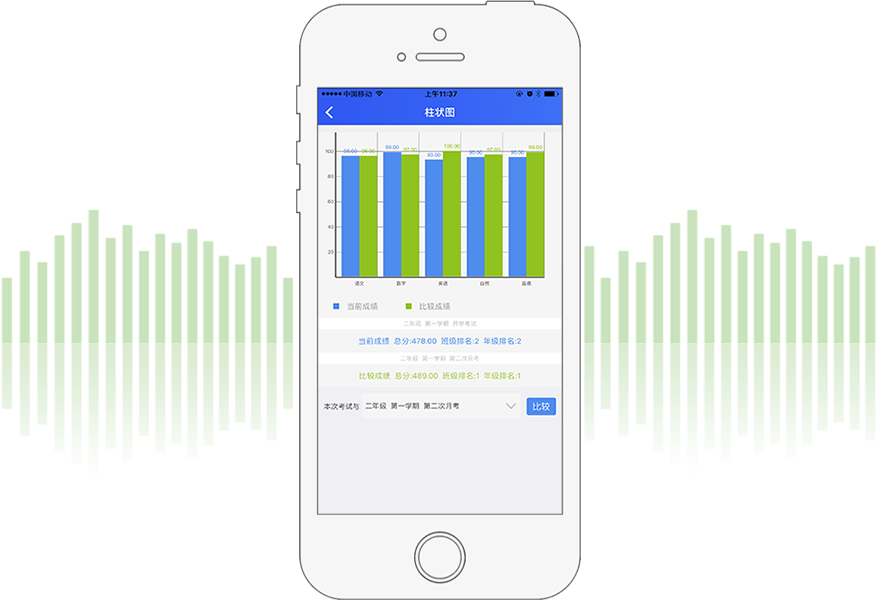 中国移动 上午11:37
柱状图
96.00 96.00 99.00 97.00 93.00 100.00 95.00 97.00 95.00 99.00
100
80
60
40
20
语文 数学 英语 自然 品德
当前成绩 比较成绩
二年级 第一学期 开学考试
当前成绩 总分:478.00 班级排名:2 年级排名:2
二年级 第一学期 第二次月考
比较成绩 总分:489.00 班级排名:1 年级排名:1
本次考试与 二年级 第一学期 第二次月考 比较